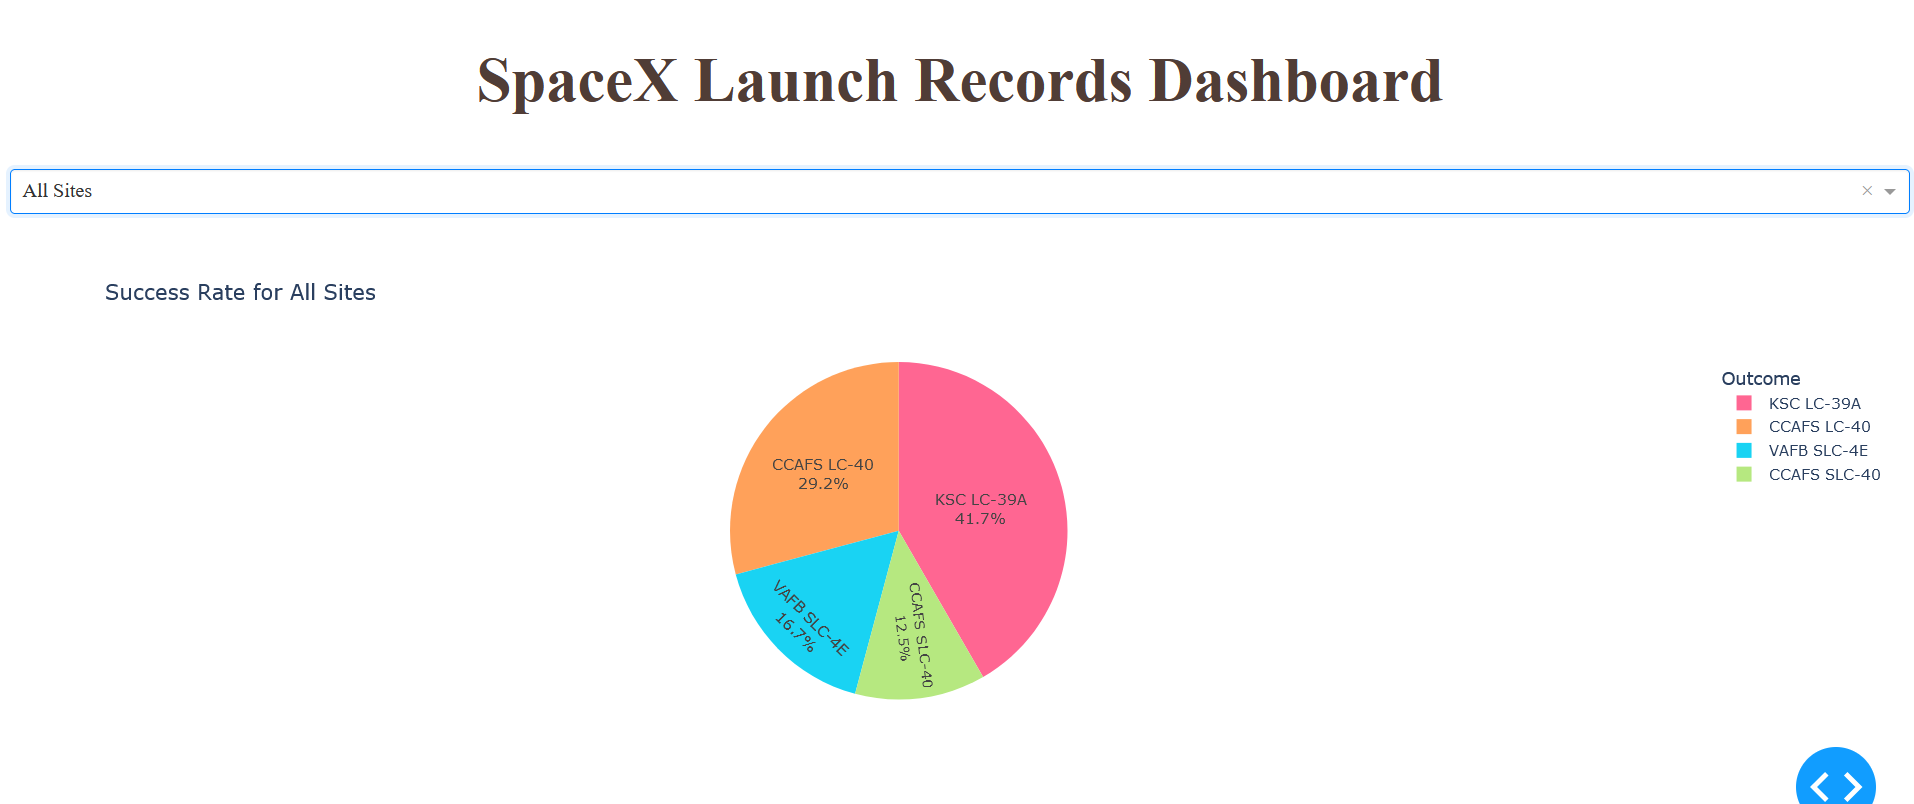 SpaceX Launch Records Dashboard
All Sites
Success Rate for All Sites
Outcome
KSC LC-39A
CCAFS LC-40
VAFB SLC-4E
CCAFS SLC-40
CCAFS LC-40
29.2%
KSC LC-39A
41.7%
VAFB SLC-4E
16.7%
CCAFS SLC-40
12.5%